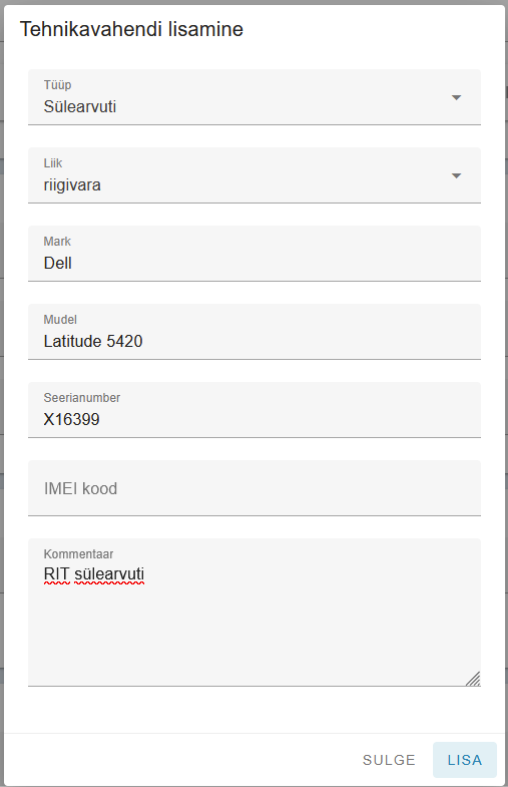 Tehnikavahendi lisamine
Tüüp
Sülearvuti
Liik
riigivara
Mark
Dell
Mudel
Latitude 5420
Seerianumber
X16399
IMEI kood
Kommentaar
RIT sülearvuti
SULGE LISA